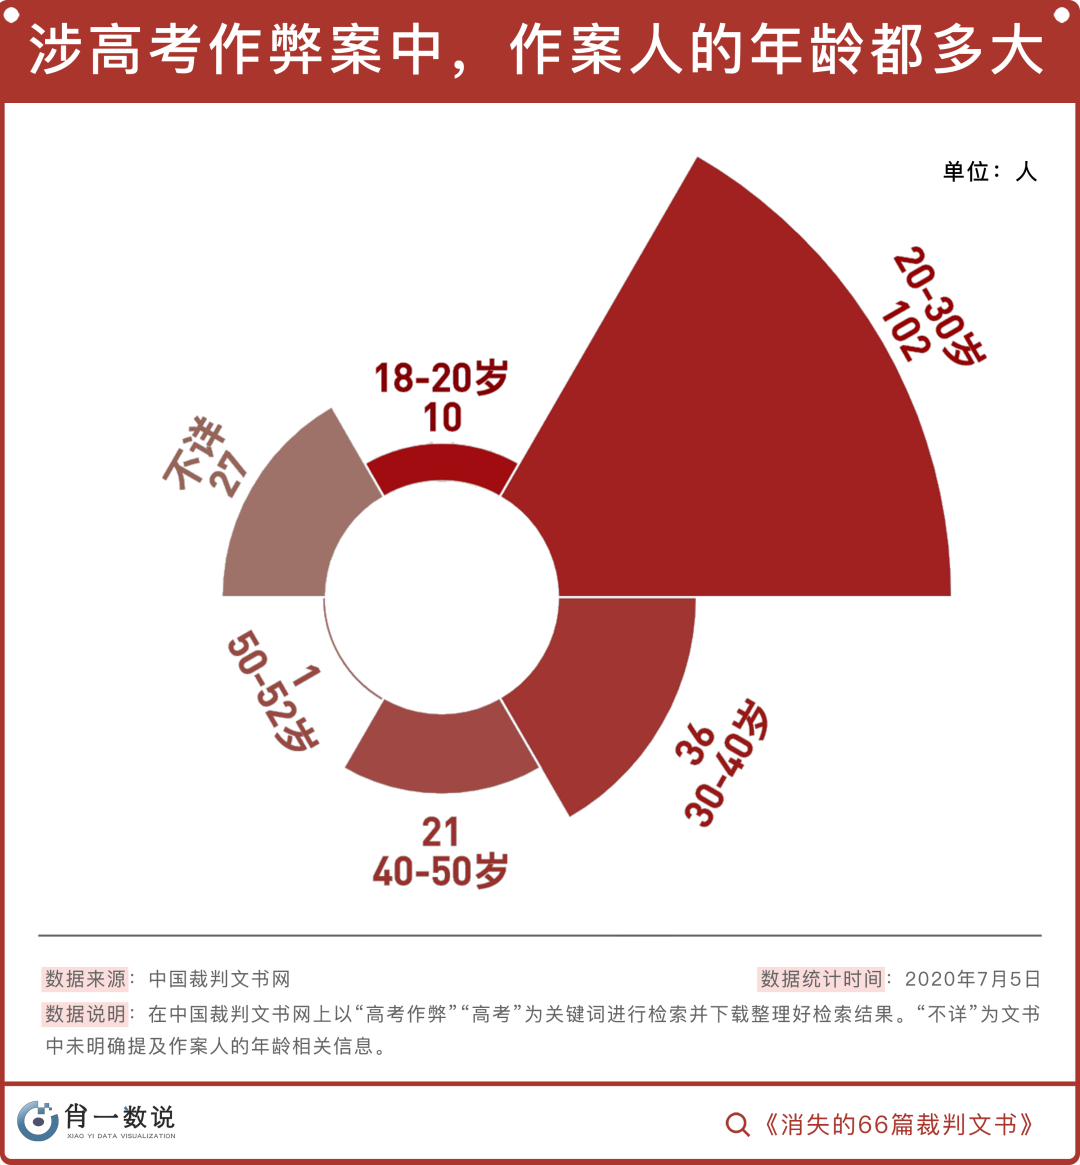 涉高考作弊案中，作案人的年龄都多大
单位：人
20-30岁
102
18-20岁
10
不详
27
1
50-52岁
36
30-40岁
21
40-50岁
数据来源：中国裁判文书网
数据统计时间：2020年7月5日
数据说明：在中国裁判文书网上以“高考作弊”“高考”为关键词进行检索并下载整理好检索结果。“不详”为文书
中未明确提及作案人的年龄相关信息。
肖一数说
XIAO YI DATA VISUALIZATION
《消失的66篇裁判文书》